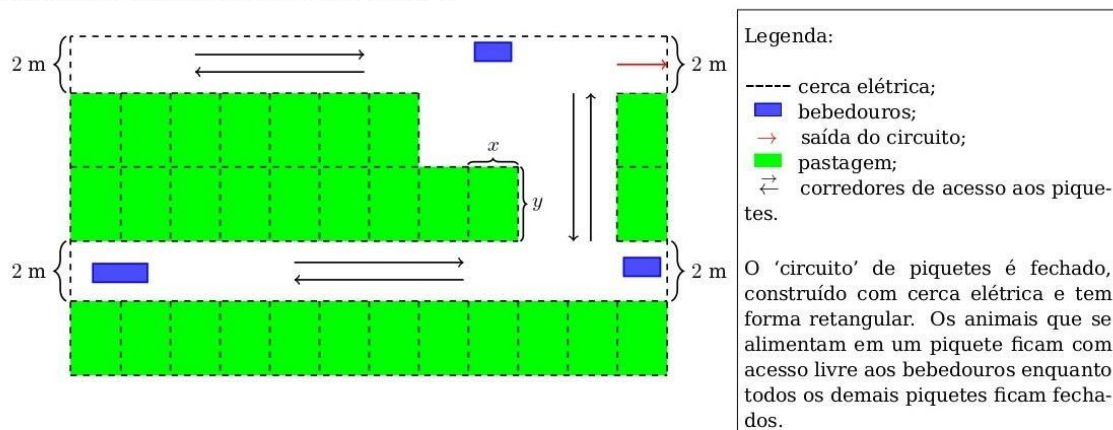 2 m
2 m
x
y
2 m
2 m
Legenda:
cerca elétrica;
bebedouros;
saída do circuito;
pastagem;
corredores de acesso aos pique-
tes.
O ‘circuito’ de piquetes é fechado,
construído com cerca elétrica e tem
forma retangular. Os animais que se
alimentam em um piquete ficam com
acesso livre aos bebedouros enquanto
todos os demais piquetes ficam fecha-
dos.